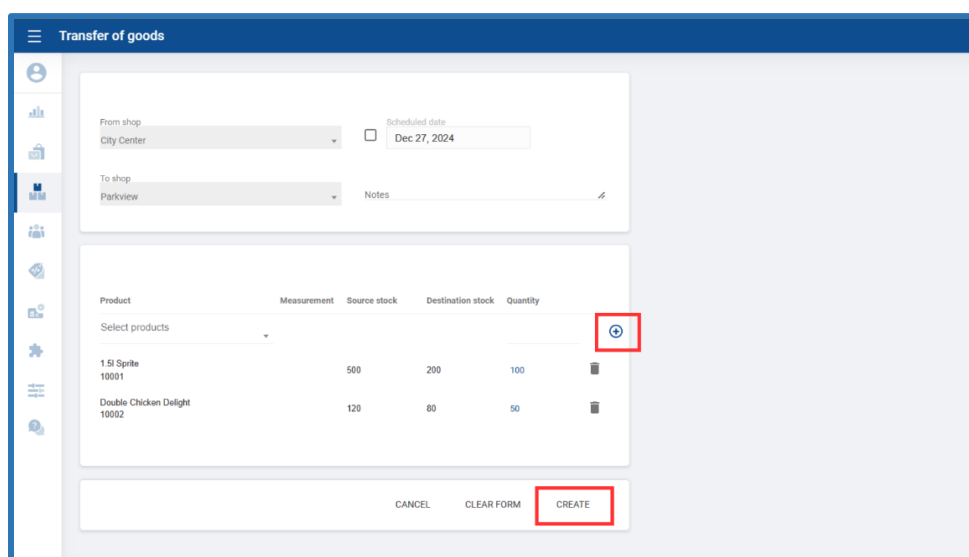 Transfer of goods
From shop
City Center
Scheduled date
Dec 27, 2024
To shop
Parkview
Notes
Product Measurement Source stock Destination stock Quantity
Select products
1.5l Sprite
10001
500 200 100
Double Chicken Delight
10002
120 80 50
CANCEL CLEAR FORM CREATE